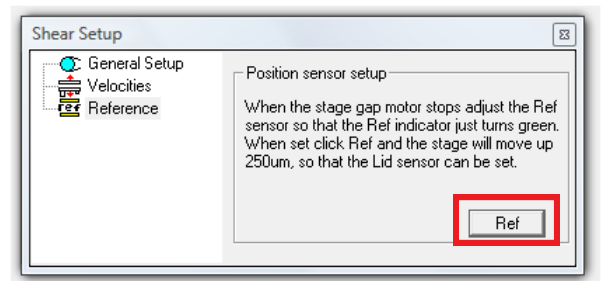 Shear Setup
General Setup
Velocities
ref Reference
Position sensor setup
When the stage gap motor stops adjust the Ref
sensor so that the Ref indicator just turns green.
When set click Ref and the stage will move up
250um, so that the Lid sensor can be set.
Ref